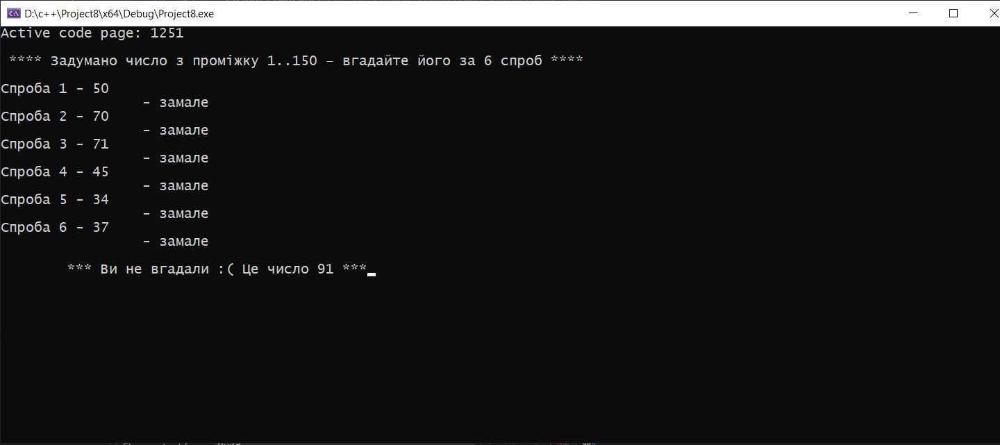 D:\c++\Project8\x64\Debug\Project8.exe
Active code page: 1251
**** Задумано число з проміжку 1..150 – вгадайте його за 6 спроб ****
Спроба 1 - 50
- замале
Спроба 2 - 70
- замале
Спроба 3 - 71
- замале
Спроба 4 - 45
- замале
Спроба 5 - 34
- замале
Спроба 6 - 37
- замале
*** Ви не вгадали :( Це число 91 ***